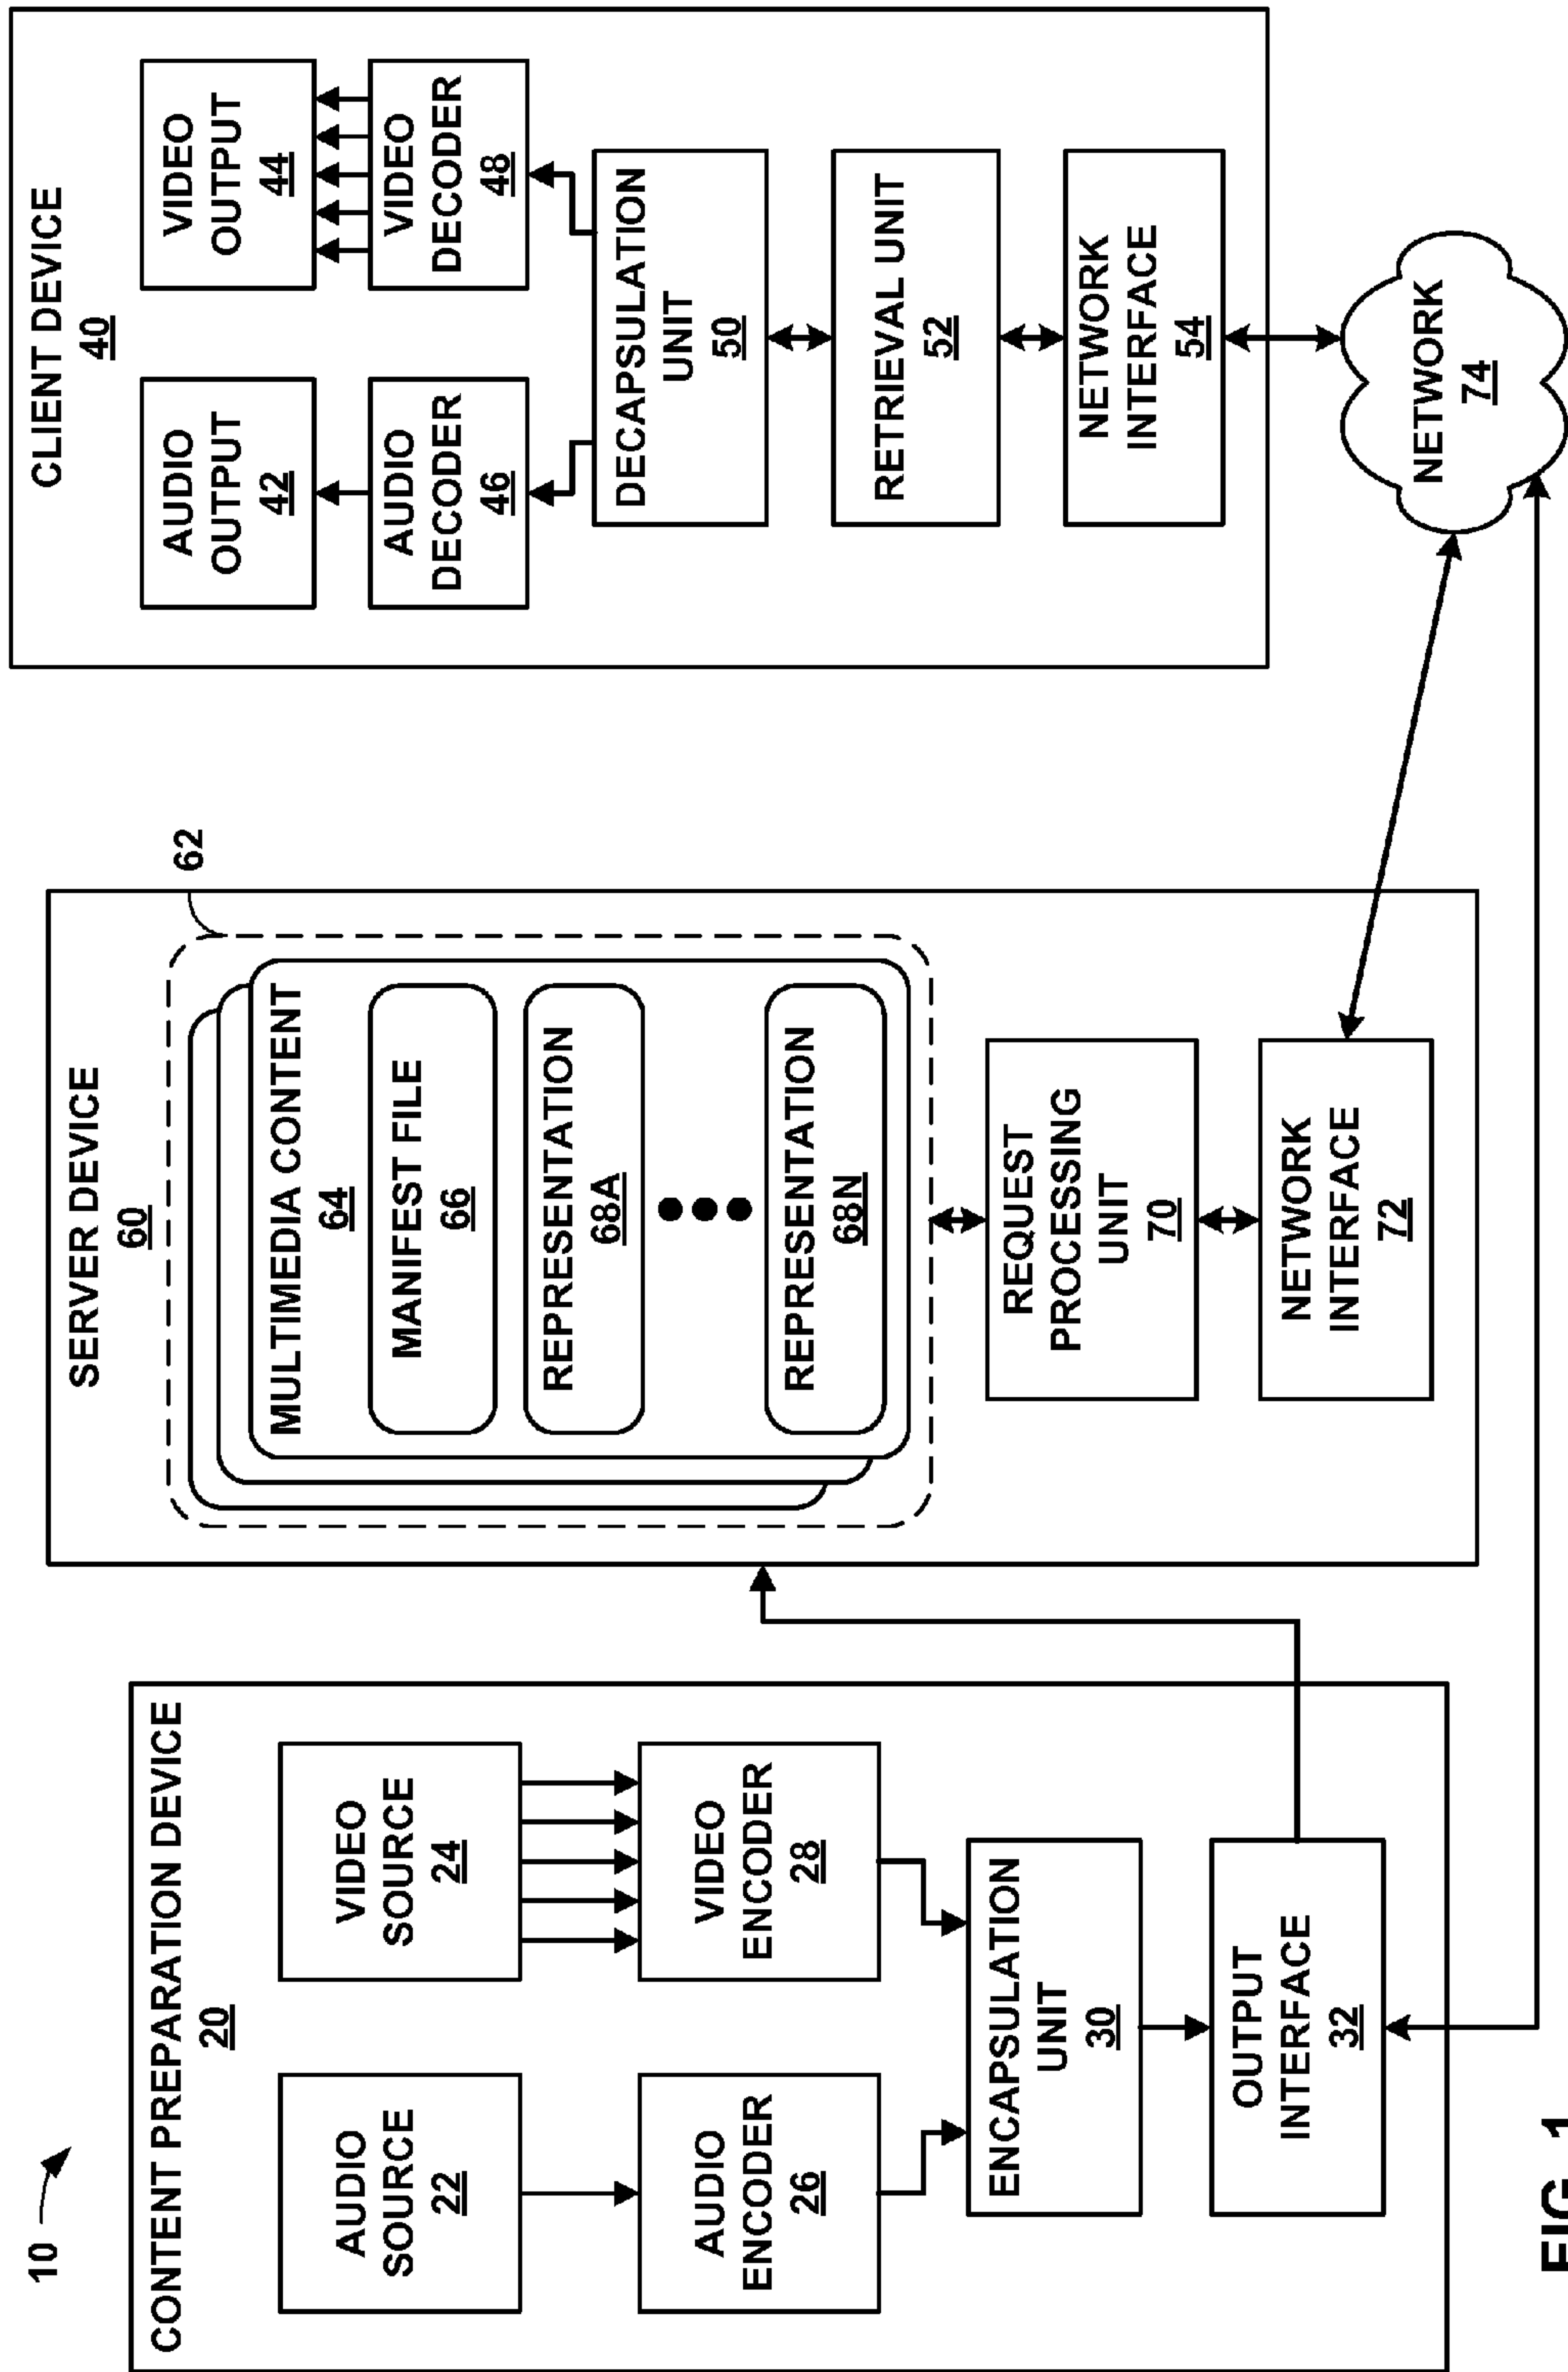 10
CONTENT PREPARATION DEVICE
20
AUDIO
SOURCE
22
VIDEO
SOURCE
24
AUDIO
ENCODER
26
VIDEO
ENCODER
28
ENCAPSULATION
UNIT
30
OUTPUT
INTERFACE
32
SERVER DEVICE
60
62
MULTIMEDIA CONTENT
64
MANIFEST FILE
66
REPRESENTATION
68A
REPRESENTATION
68N
REQUEST
PROCESSING
UNIT
70
NETWORK
INTERFACE
72
CLIENT DEVICE
40
AUDIO
OUTPUT
42
VIDEO
OUTPUT
44
AUDIO
DECODER
46
VIDEO
DECODER
48
DECAPSULATION
UNIT
50
RETRIEVAL UNIT
52
NETWORK
INTERFACE
54
NETWORK
74
FIG. 1